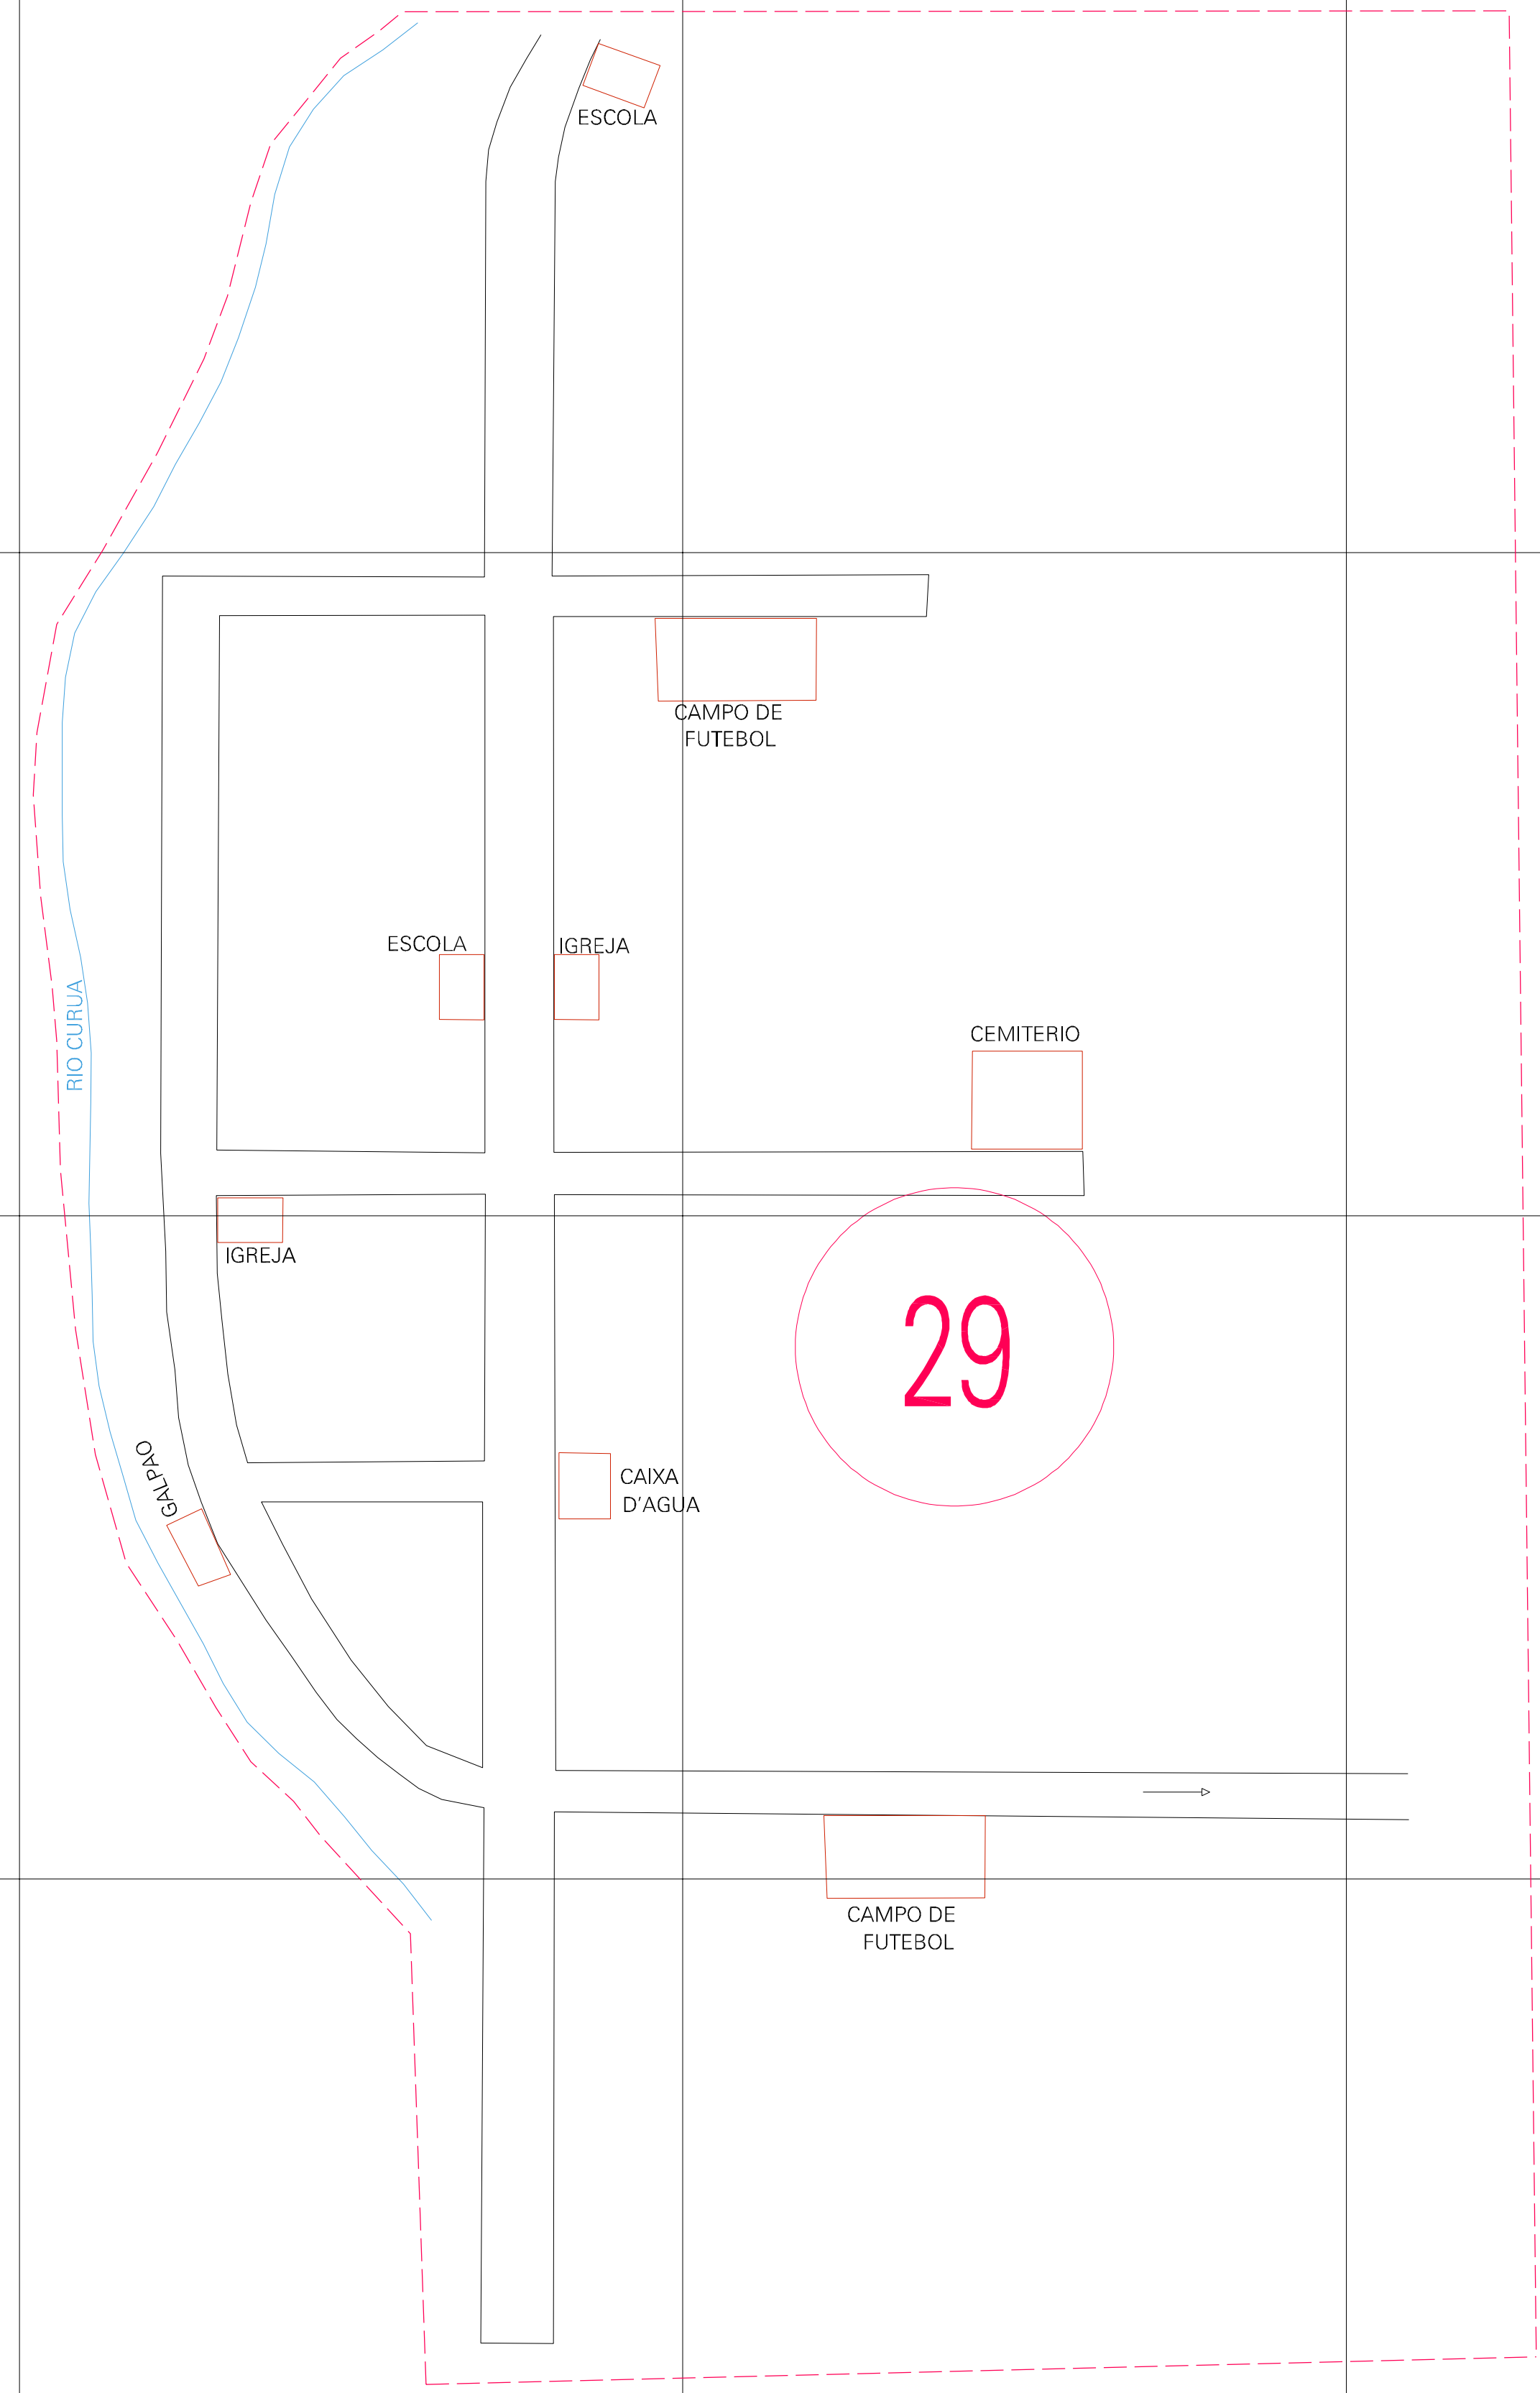 ESCOLA
CAMPO DE
FUTEBOL
ESCOLA
IGREJA
RIO CURUA
CEMITERIO
IGREJA
29
GALPAO
CAIXA
D'AGUA
CAMPO DE
FUTEBOL